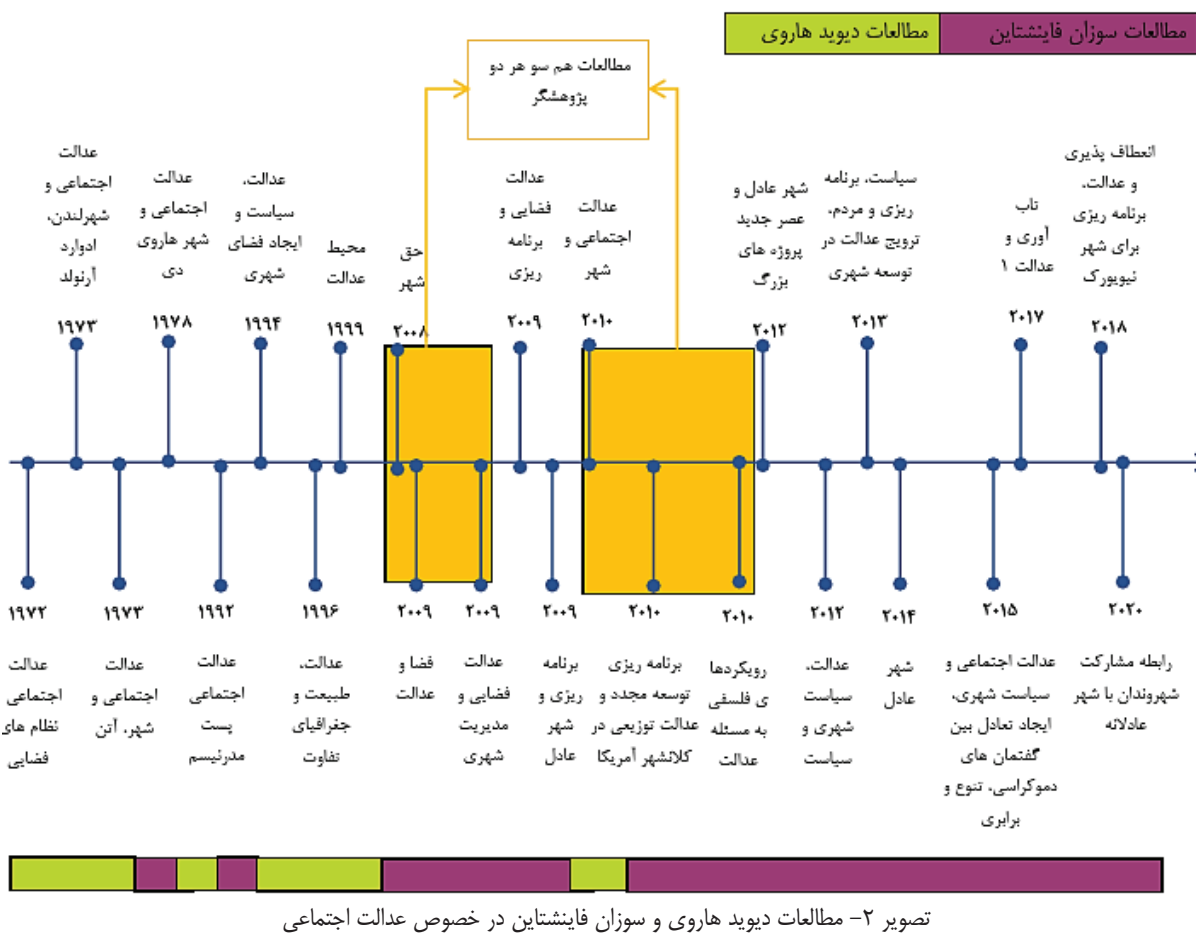 مطالعات سوزان فاینشتاین
مطالعات دیوید هاروی
مطالعات هم سو هر دو
پژوهشگر
عدالت
اجتماعی و
شهرلندن،
ادوارد
آرنولد
۱۹۷۳
عدالت
اجتماعی و
شهر هاروی
دی
۱۹۷۸
عدالت،
سیاست و
ایجاد فضای
شهری
۱۹۹۴
محیط
عدالت
۱۹۹۹
حق
شهر
۲۰۰۸
عدالت
فضایی و
برنامه
ریزی
۲۰۰۹
عدالت
اجتماعی و
شهر
۲۰۱۰
شهر عادل و
عصر جدید
پروژه های
بزرگ
۲۰۱۲
سیاست، برنامه
ریزی و مردم،
ترویج عدالت در
توسعه شهری
۲۰۱۳
تاب
آوری و
عدالت ۱
۲۰۱۷
انعطاف پذیری
و عدالت،
برنامه ریزی
برای شهر
نیویورک
۲۰۱۸
۱۹۷۲
عدالت
اجتماعی
نظام های
فضایی
۱۹۷۳
عدالت
اجتماعی و
شهر، آتن
۱۹۹۲
عدالت
اجتماعی
پست
مدرنیسم
۱۹۹۶
عدالت،
طبیعت و
جغرافیای
تفاوت
۲۰۰۹
فضا و
عدالت
۲۰۰۹
عدالت
فضایی و
مدیریت
شهری
۲۰۰۹
برنامه
ریزی و
شهر
عادل
۲۰۱۰
برنامه ریزی
توسعه مجدد و
عدالت توزیعی در
کلانشهر آمریکا
۲۰۱۰
رویکردها
ی فلسفی
به مسئله
عدالت
۲۰۱۲
عدالت،
سیاست
شهری و
سیاست
۲۰۱۴
شهر
عادل
۲۰۱۵
عدالت اجتماعی و
سیاست شهری،
ایجاد تعادل بین
گفتمان های
دموکراسی، تنوع و
برابری
۲۰۲۰
رابطه مشارکت
شهروندان با شهر
عادلانه
تصویر ۲- مطالعات دیوید هاروی و سوزان فاینشتاین در خصوص عدالت اجتماعی